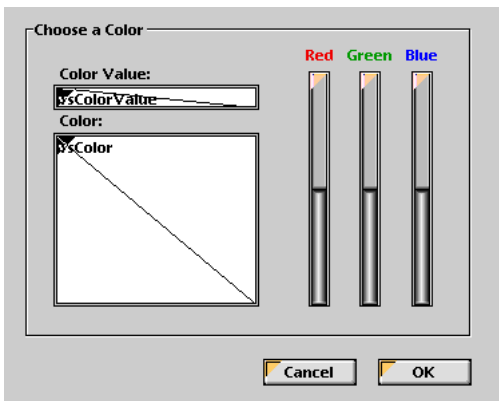 Choose a Color
Red Green Blue
Color Value:
vsColorValue
Color:
vsColor
Cancel OK